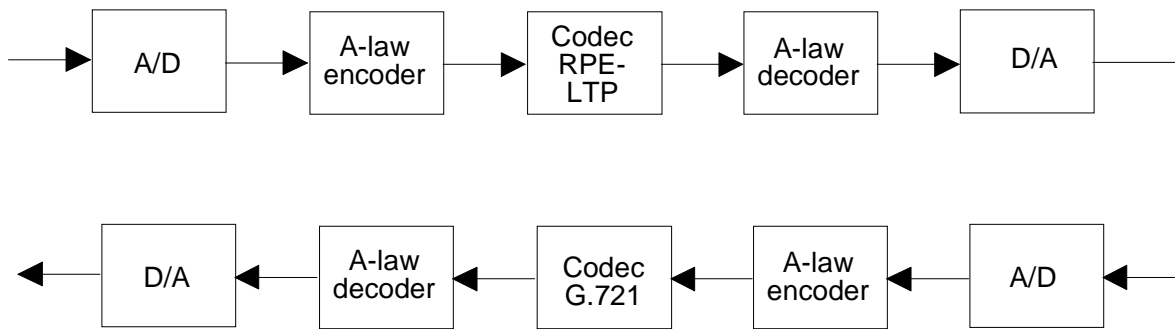 A/D
A-law
encoder
Codec
RPE-
LTP
A-law
decoder
D/A
D/A
A-law
decoder
Codec
G.721
A-law
encoder
A/D